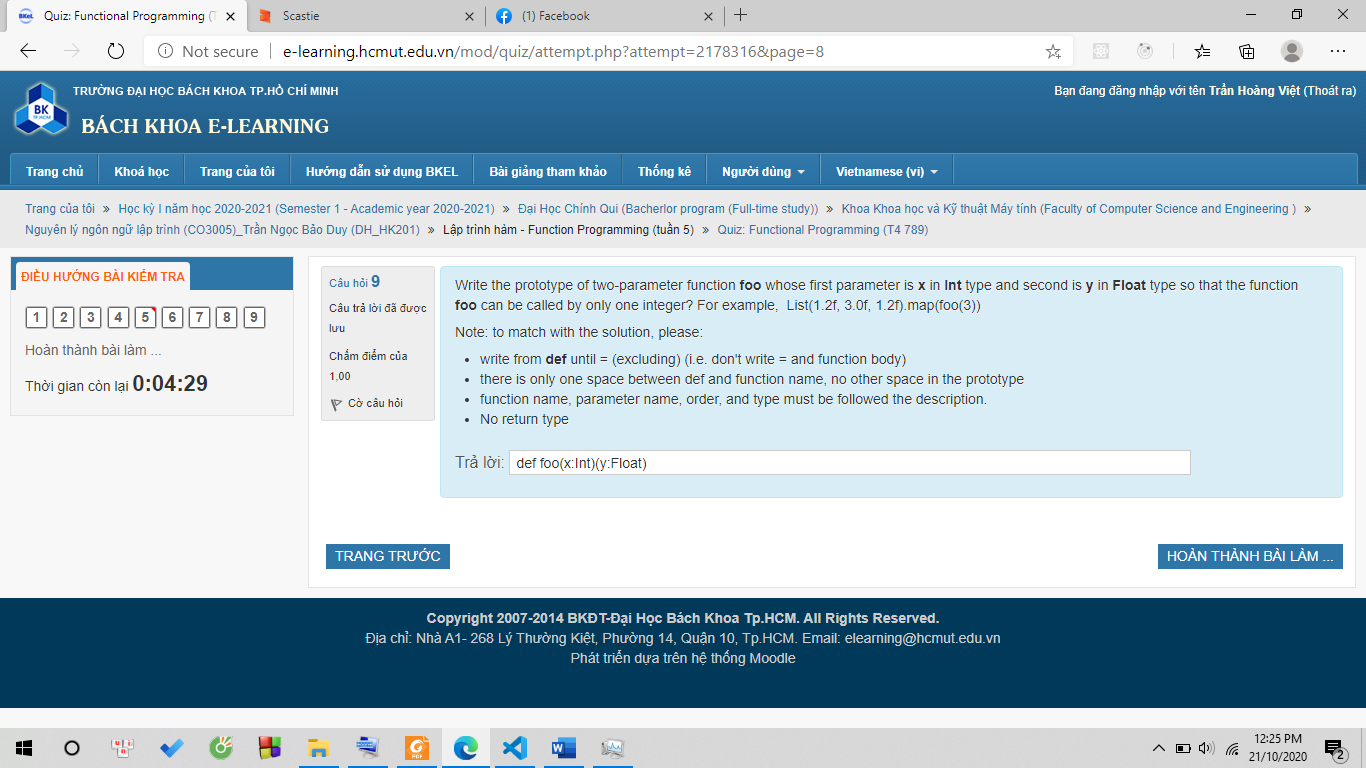 Quiz: Functional Programming (T
Scastie
(1) Facebook
Not secure
e-learning.hcmut.edu.vn/mod/quiz/attempt.php?attempt=2178316&page=8
BK
TP.HCM
TRƯỜNG ĐẠI HỌC BÁCH KHOA TP.HỒ CHÍ MINH
BÁCH KHOA E-LEARNING
Bạn đang đăng nhập với tên Trần Hoàng Việt (Thoát ra)
Trang chủ
Khoá học
Trang của tôi
Hướng dẫn sử dụng BKEL
Bài giảng tham khảo
Thống kê
Người dùng
Vietnamese (vi)
Trang của tôi » Học kỳ I năm học 2020-2021 (Semester 1 - Academic year 2020-2021) » Đại Học Chính Qui (Bacherlor program (Full-time study)) » Khoa Khoa học và Kỹ thuật Máy tính (Faculty of Computer Science and Engineering ) »
Nguyên lý ngôn ngữ lập trình (CO3005)_Trần Ngọc Bảo Duy (DH_HK201) » Lập trình hàm - Function Programming (tuần 5) » Quiz: Functional Programming (T4 789)
ĐIỀU HƯỚNG BÀI KIỂM TRA
1 2 3 4 5 6 7 8 9
Hoàn thành bài làm ...
Thời gian còn lại 0:04:29
Câu hỏi 9
Câu trả lời đã được
lưu
Chấm điểm của
1,00
Cờ câu hỏi
Write the prototype of two-parameter function foo whose first parameter is x in Int type and second is y in Float type so that the function
foo can be called by only one integer? For example, List(1.2f, 3.0f, 1.2f).map(foo(3))
Note: to match with the solution, please:
• write from def until = (excluding) (i.e. don't write = and function body)
• there is only one space between def and function name, no other space in the prototype
• function name, parameter name, order, and type must be followed the description.
• No return type
Trả lời: def foo(x:Int)(y:Float)
TRANG TRƯỚC
HOÀN THÀNH BÀI LÀM ...
Copyright 2007-2014 BKĐT-Đại Học Bách Khoa Tp.HCM. All Rights Reserved.
Địa chỉ: Nhà A1- 268 Lý Thường Kiệt, Phường 14, Quận 10, Tp.HCM. Email: elearning@hcmut.edu.vn
Phát triển dựa trên hệ thống Moodle
12:25 PM
21/10/2020
2